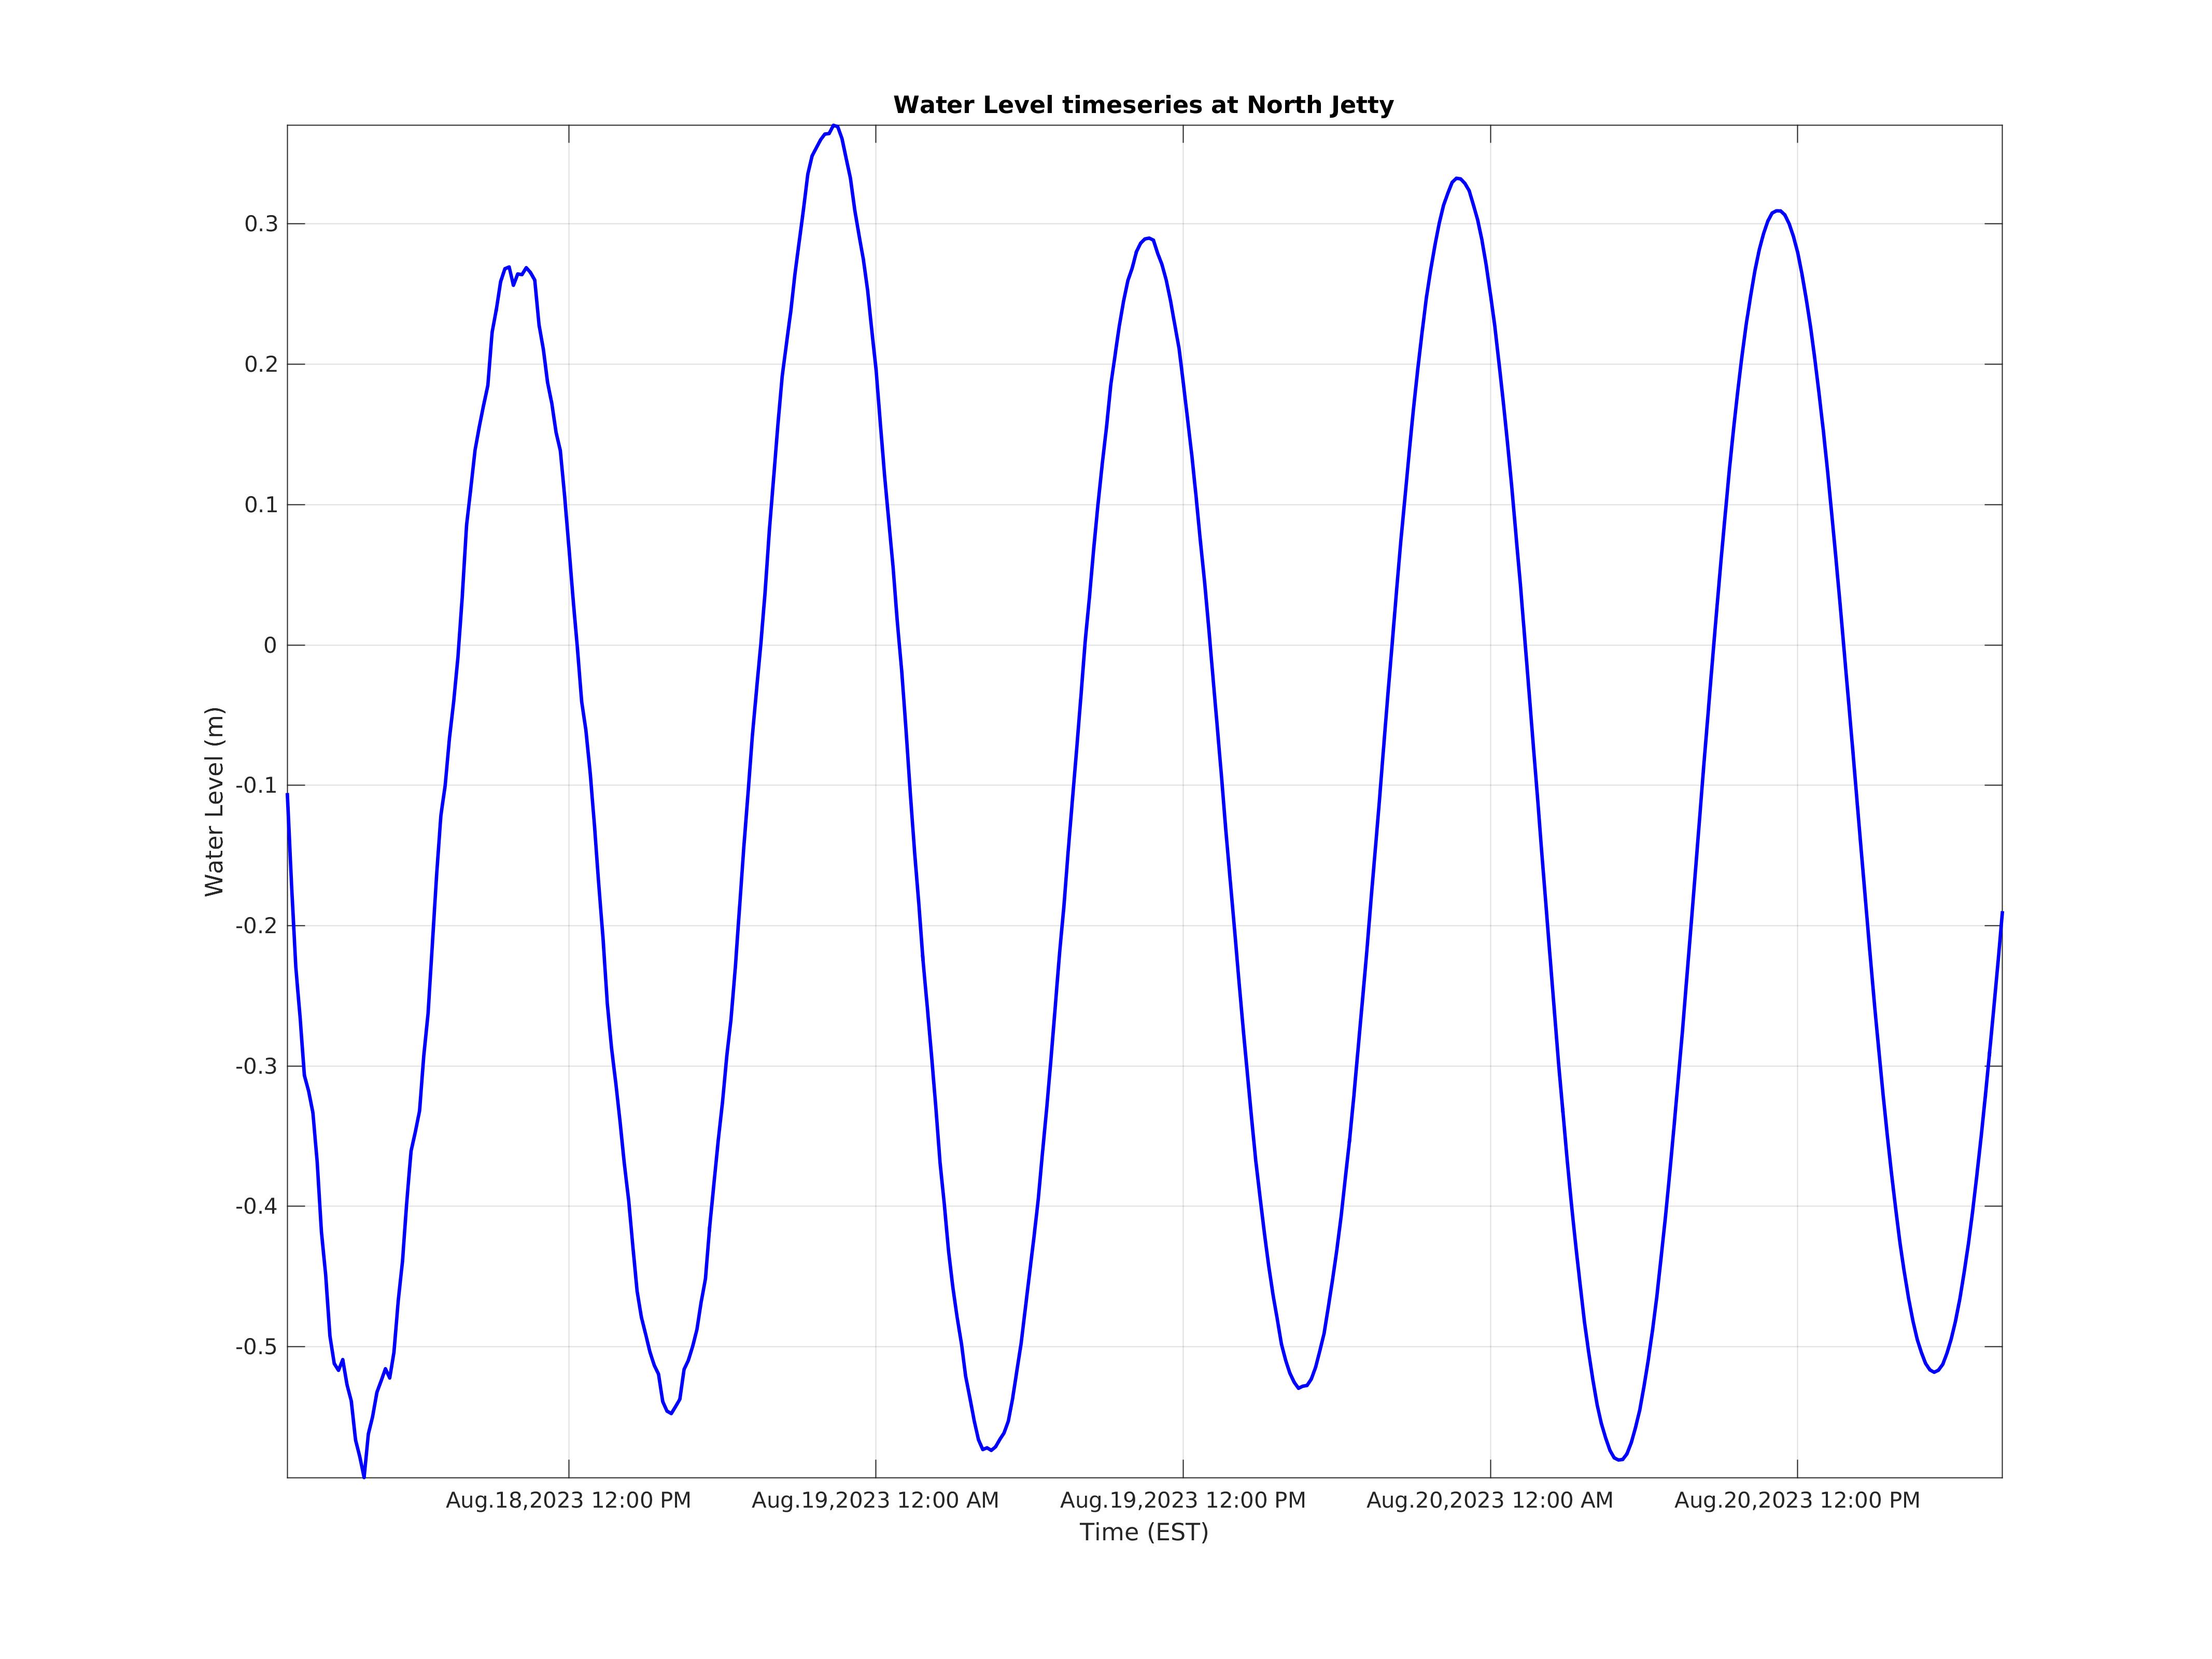 Water Level timeseries at North Jetty
0.3
0.2
0.1
0
-0.1
-0.2
-0.3
-0.4
-0.5
Water Level (m)
Aug.18,2023 12:00 PM
Aug.19,2023 12:00 AM
Aug.19,2023 12:00 PM
Aug.20,2023 12:00 AM
Aug.20,2023 12:00 PM
Time (EST)